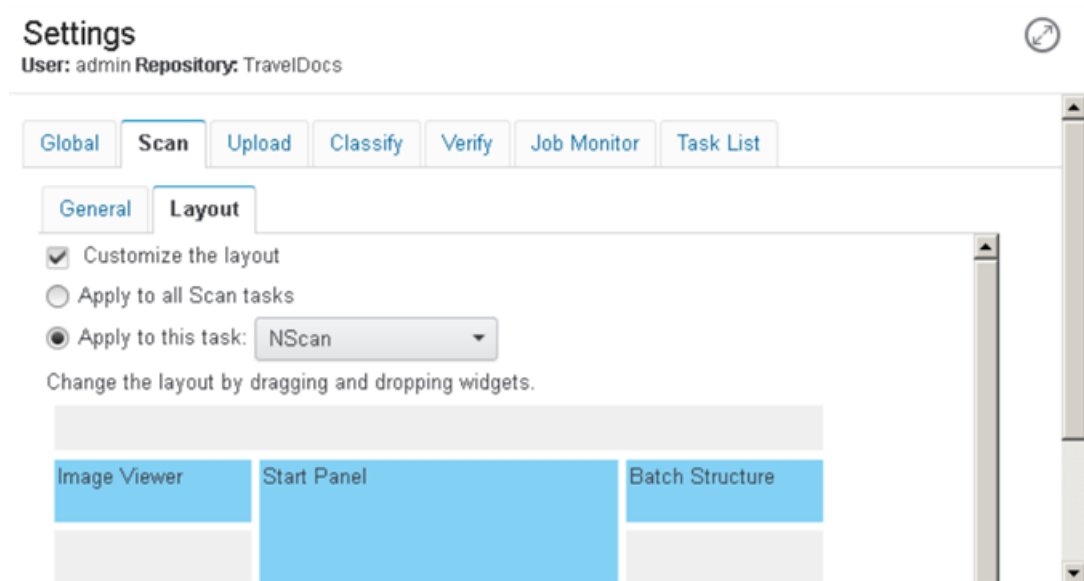 Settings
User: admin Repository: TravelDocs
Global Scan Upload Classify Verify Job Monitor Task List
General Layout
Customize the layout
Apply to all Scan tasks
Apply to this task: NScan
Change the layout by dragging and dropping widgets.
Image Viewer Start Panel Batch Structure